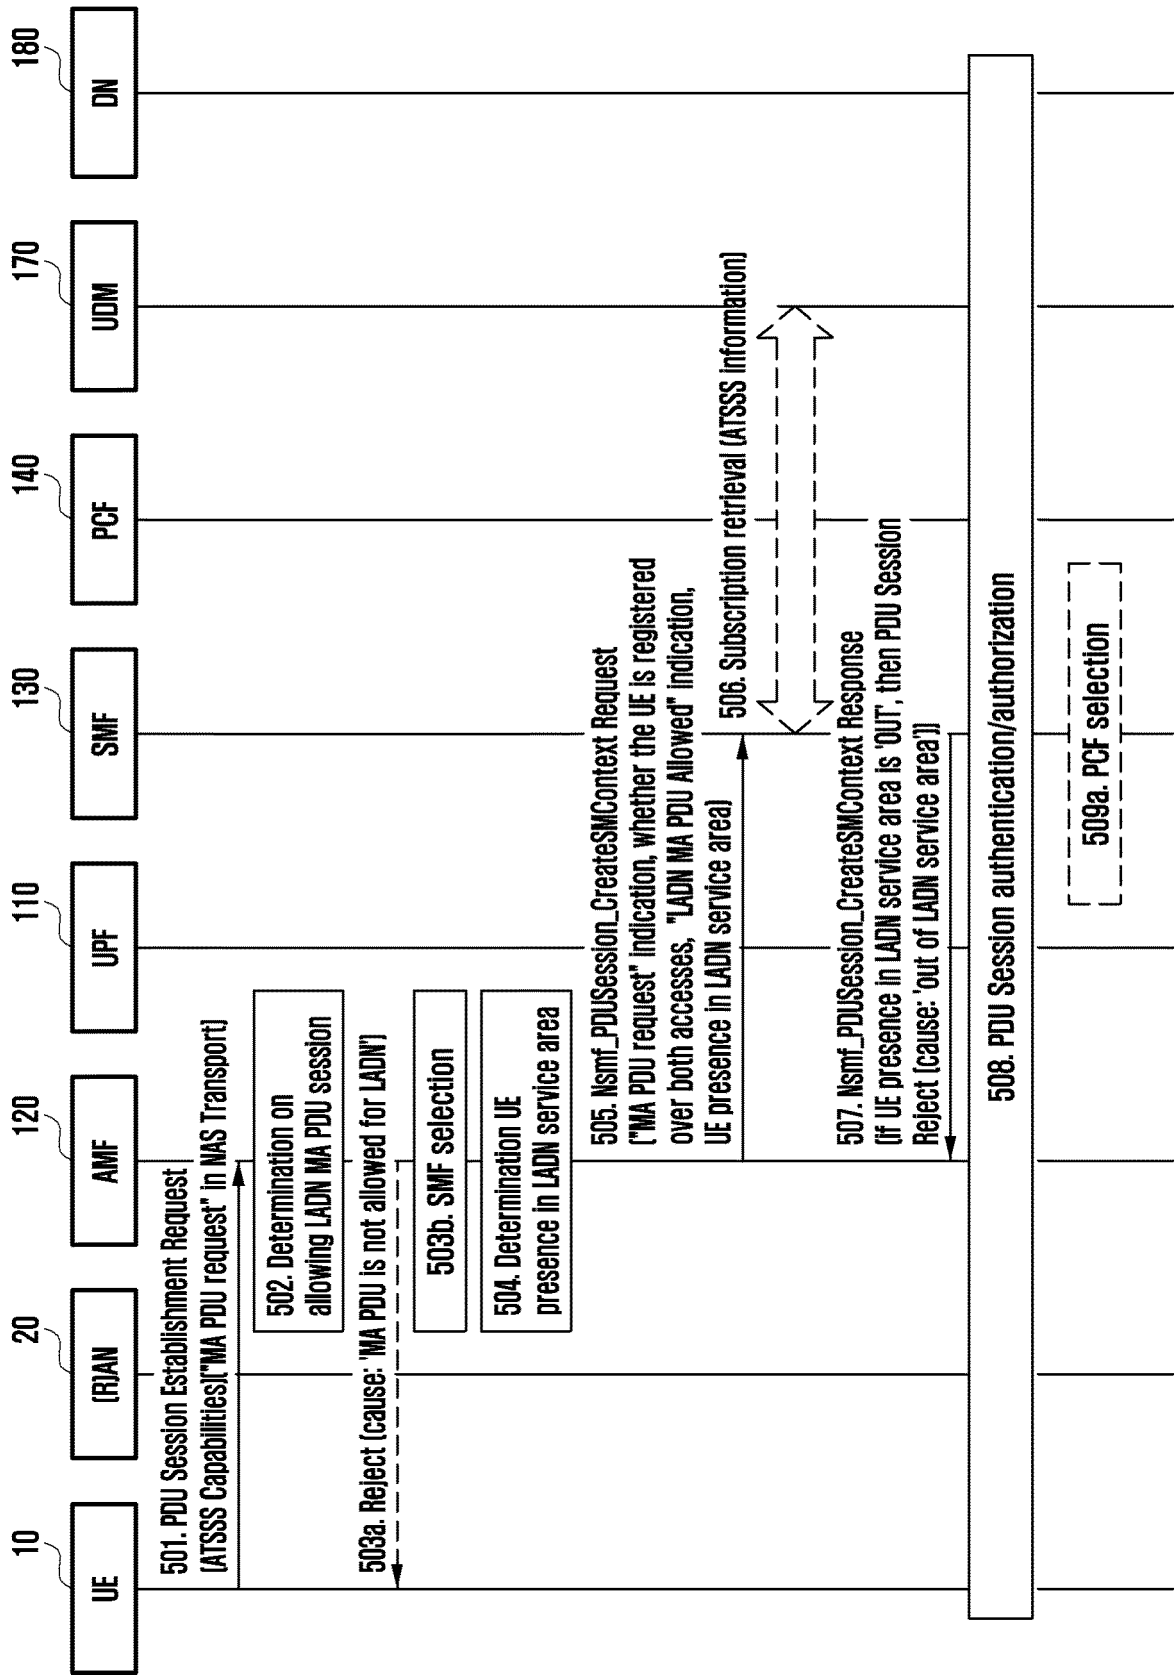 10
20
120
110
130
140
170
180
UE
(R)AN
AMF
UPF
SMF
PCF
UDM
DN
501. PDU Session Establishment Request
(ATSSS Capabilities)("MA PDU request" in NAS Transport)
502. Determination on
allowing LADN MA PDU session
503a. Reject (cause: 'MA PDU is not allowed for LADN')
503b. SMF selection
504. Determination UE
presence in LADN service area
505. Nsmf_PDUSession_CreateSMContext Request
("MA PDU request" indication, whether the UE is registered
over both accesses, "LADN MA PDU Allowed" indication,
UE presence in LADN service area)
506. Subscription retrieval (ATSSS information)
507. Nsmf_PDUSession_CreateSMContext Response
(if UE presence in LADN service area is 'OUT', then PDU Session
Reject (cause: 'out of LADN service area'))
508. PDU Session authentication/authorization
509a. PCF selection